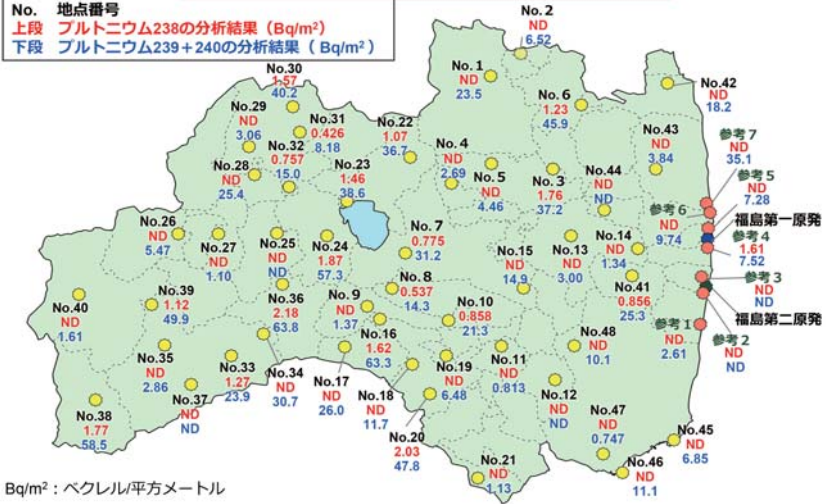 No. 地点番号
上段 プルトニウム238の分析結果（Bq/m²）
下段 プルトニウム239＋240の分析結果（ Bq/m²）
No.2
ND
6.52
No.1
ND
23.5
No.30
1.57
40.2
No.42
ND
18.2
No.6
1.23
45.9
No.29
ND
3.06
No.31
0.426
8.18
No.22
1.07
36.7
No.43
ND
3.84
参考7
ND
35.1
No.32
0.757
15.0
No.4
ND
2.69
No.28
ND
25.4
No.23
1.46
38.6
No.5
ND
4.46
No.3
1.76
37.2
No.44
ND
ND
参考5
ND
7.28
参考6
ND
9.74
福島第一原発
No.26
ND
5.47
No.27
ND
1.10
No.25
ND
ND
No.24
1.87
57.3
No.7
0.775
31.2
No.15
ND
14.9
No.13
ND
3.00
No.14
ND
1.34
参考4
1.61
7.52
No.40
ND
1.61
No.39
1.12
49.9
No.36
2.18
63.8
No.9
ND
1.37
No.8
0.537
14.3
No.10
0.858
21.3
No.41
0.856
25.3
参考3
ND
ND
福島第二原発
参考1
ND
2.61
参考2
ND
ND
No.35
ND
2.86
No.33
1.27
23.9
No.34
ND
30.7
No.17
ND
26.0
No.16
1.62
63.3
No.19
ND
6.48
No.11
ND
0.813
No.48
ND
10.1
No.38
1.77
58.5
No.37
ND
ND
No.18
ND
11.7
No.12
ND
ND
No.20
2.03
47.8
No.47
ND
0.747
No.45
ND
6.85
No.21
ND
1.13
No.46
ND
11.1
Bq/m²：ベクレル/平方メートル